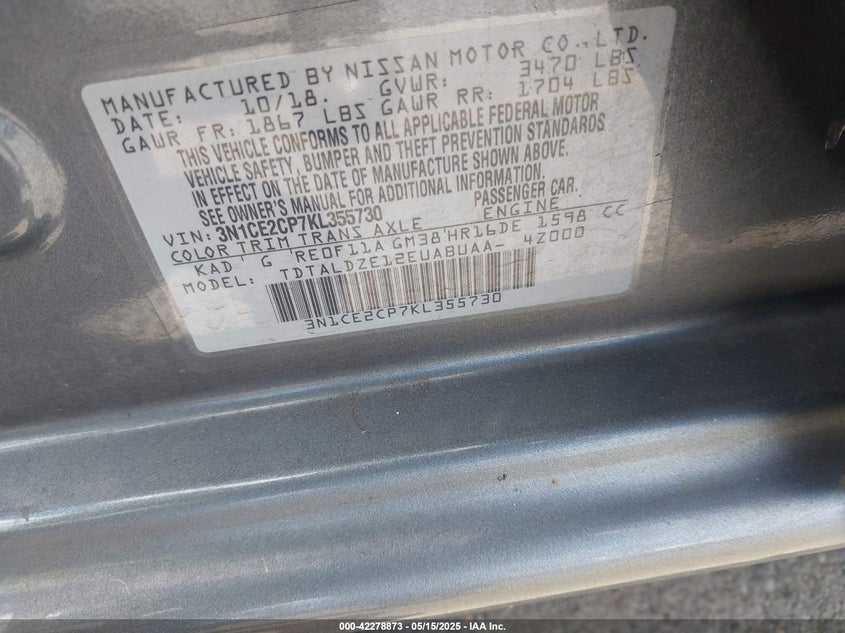 MANUFACTURED BY NISSAN MOTOR CO., LTD.
DATE: 10/18. GVWR: 3470 LBS
GAWR FR: 1867 LBS GAWR RR: 1704 LBS
THIS VEHICLE CONFORMS TO ALL APPLICABLE FEDERAL MOTOR
VEHICLE SAFETY, BUMPER AND THEFT PREVENTION STANDARDS
IN EFFECT ON THE DATE OF MANUFACTURE SHOWN ABOVE.
SEE OWNER'S MANUAL FOR ADDITIONAL INFORMATION.
VIN: 3N1CE2CP7KL355730 PASSENGER CAR.
COLOR TRIM TRANS AXLE ENGINE
KAD G RE0F11A GM38 HR16DE 1598 CC
MODEL: TDTALDZE12EUABUAA- 4Z000
3N1CE2CP7KL355730
000-42278873 - 05/15/2025 - IAA Inc.